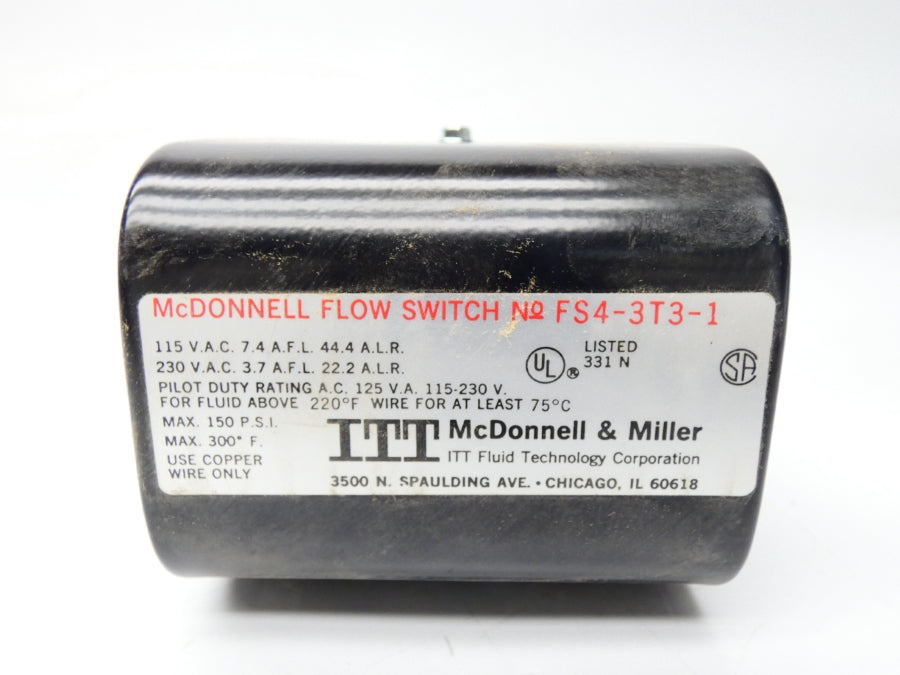 McDONNELL FLOW SWITCH No FS4-3T3-1
115 V.A.C. 7.4 A.F.L. 44.4 A.L.R.
230 V.A.C. 3.7 A.F.L. 22.2 A.L.R.
UL ® LISTED
331 N
SA
PILOT DUTY RATING A.C. 125 V.A. 115-230 V.
FOR FLUID ABOVE 220°F WIRE FOR AT LEAST 75°C
MAX. 150 P.S.I.
MAX. 300° F.
USE COPPER
WIRE ONLY
ITT McDonnell & Miller
ITT Fluid Technology Corporation
3500 N. SPAULDING AVE. • CHICAGO, IL 60618